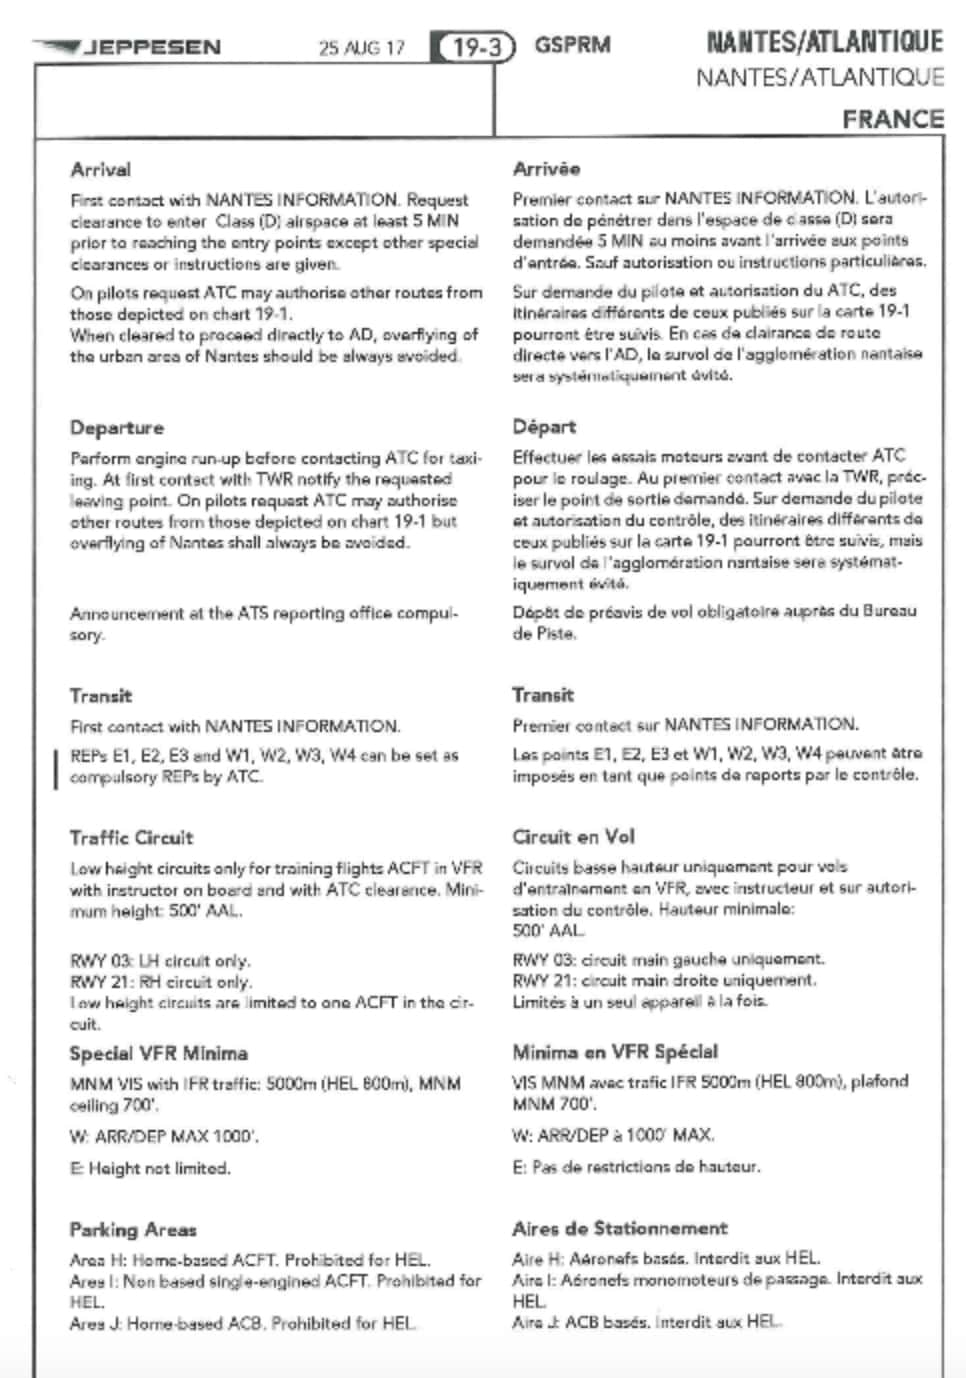 JEPPESEN
25 AUG 17
19-3
GSPRM
NANTES/ATLANTIQUE
NANTES/ATLANTIQUE
FRANCE
Arrival
First contact with NANTES INFORMATION. Request
clearance to enter Class (D) airspace at least 5 MIN
prior to reaching the entry points except other special
clearances or instructions are given.
On pilots request ATC may authorise other routes from
those depicted on chart 19-1.
When cleared to proceed directly to AD, overflying of
the urban area of Nantes should be always avoided.
Departure
Perform engine run-up before contacting ATC for taxi-
ing. At first contact with TWR notify the requested
leaving point. On pilots request ATC may authorise
other routes from those depicted on chart 19-1 but
overflying of Nantes shall always be avoided.
Announcement at the ATS reporting office compul-
sory.
Transit
First contact with NANTES INFORMATION.
REPs E1, E2, E3 and W1, W2, W3, W4 can be set as
compulsory REPs by ATC.
Traffic Circuit
Low height circuits only for training flights ACFT in VFR
with instructor on board and with ATC clearance. Mini-
mum height: 500' AAL.
RWY 03: LH circuit only.
RWY 21: RH circuit only.
Low height circuits are limited to one ACFT in the cir-
cuit.
Special VFR Minima
MNM VIS with IFR traffic: 5000m (HEL 800m), MNM
ceiling 700'.
W: ARR/DEP MAX 1000'.
E: Height not limited.
Parking Areas
Area H: Home-based ACFT. Prohibited for HEL.
Area I: Non based single-engined ACFT. Prohibited for
HEL.
Area J: Home-based ACB. Prohibited for HEL.
Arrivée
Premier contact sur NANTES INFORMATION. L'autori-
sation de pénétrer dans l'espace de classe (D) sera
demandée 5 MIN au moins avant l'arrivée aux points
d'entrée. Sauf autorisation ou instructions particulières.
Sur demande du pilote et autorisation du ATC, des
itinéraires différents de ceux publiés sur la carte 19-1
pourront être suivis. En cas de clairance de route
directe vers l'AD, le survol de l'agglomération nantaise
sera systématiquement évité.
Départ
Effectuer les essais moteurs avant de contacter ATC
pour le roulage. Au premier contact avec la TWR, préc-
iser le point de sortie demandé. Sur demande du pilote
et autorisation du contrôle, des itinéraires différents de
ceux publiés sur la carte 19-1 pourront être suivis, mais
le survol de l'agglomération nantaise sera systémat-
iquement évité.
Dépôt de préavis de vol obligatoire auprès du Bureau
de Piste.
Transit
Premier contact sur NANTES INFORMATION.
Les points E1, E2, E3 et W1, W2, W3, W4 peuvent être
imposés en tant que points de reports par le contrôle.
Circuit en Vol
Circuits basse hauteur uniquement pour vols
d'entraînement en VFR, avec instructeur et sur autori-
sation du contrôle. Hauteur minimale:
500' AAL.
RWY 03: circuit main gauche uniquement.
RWY 21: circuit main droite uniquement.
Limités à un seul appareil à la fois.
Minima en VFR Spécial
VIS MNM avec trafic IFR 5000m (HEL 800m), plafond
MNM 700'.
W: ARR/DEP à 1000' MAX.
E: Pas de restrictions de hauteur.
Aires de Stationnement
Aire H: Aéronefs basés. Interdit aux HEL.
Aire I: Aéronefs monomoteurs de passage. Interdit aux
HEL.
Aire J: ACB basés. Interdit aux HEL.